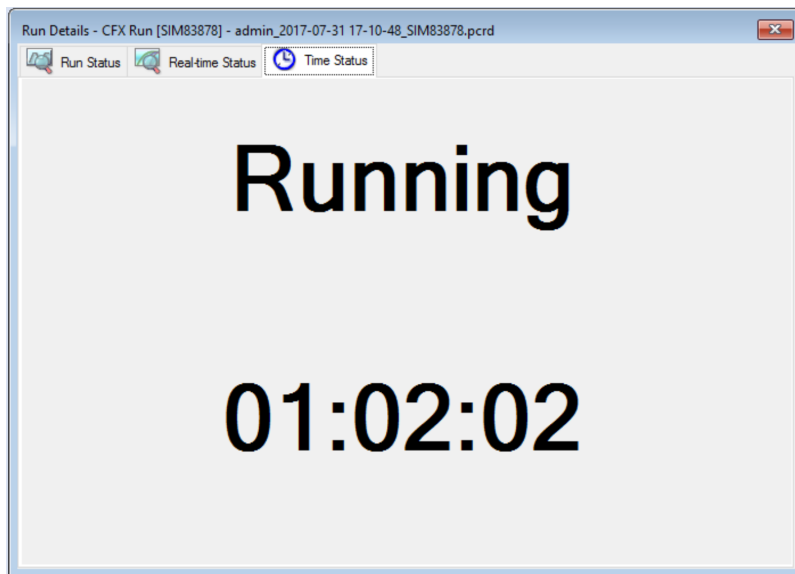 Run Details - CFX Run [SIM83878] - admin_2017-07-31 17-10-48_SIM83878.pcrd
Run Status Real-time Status Time Status
Running
01:02:02